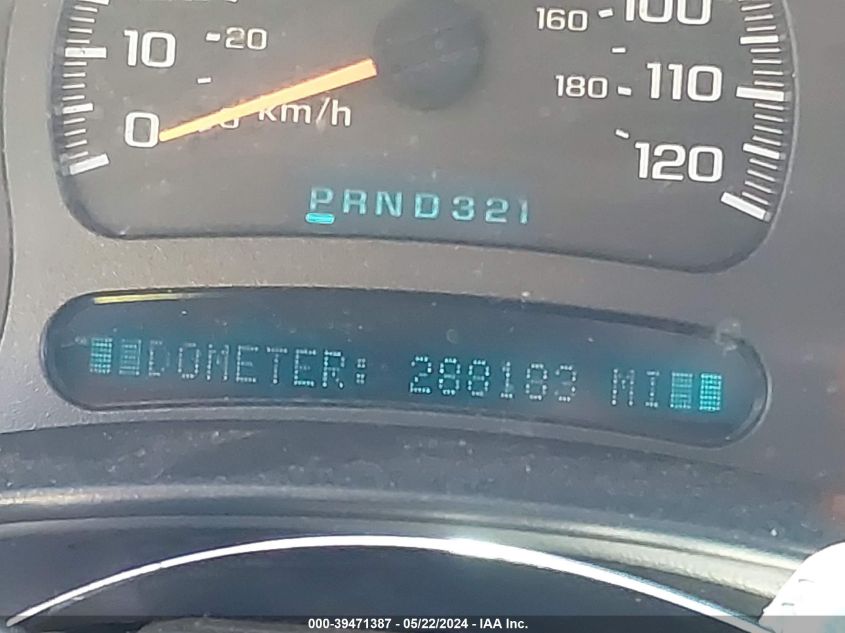 160 100
10 20
180 110
0 km/h
120
PRND321
DOMETER: 288183 MI
000-39471387 - 05/22/2024 - IAA Inc.